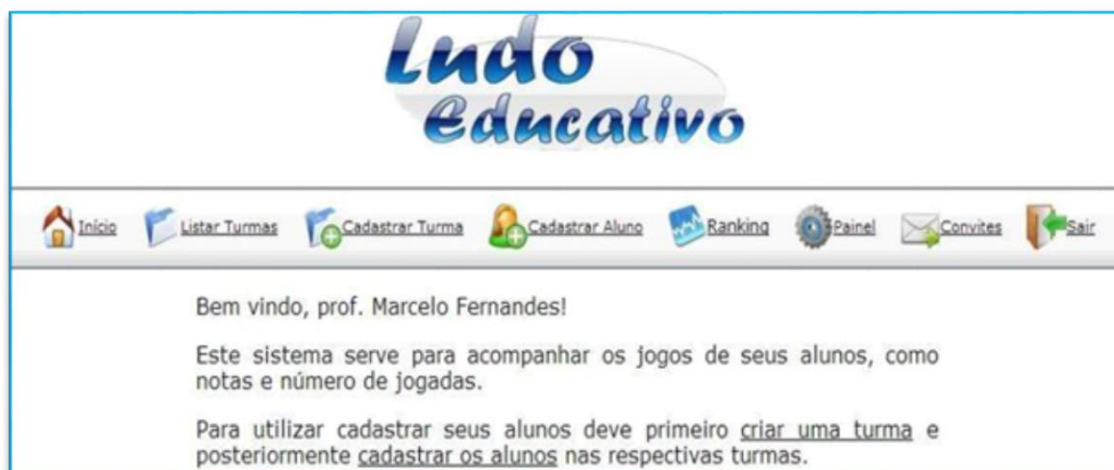 Ludo
Educativo
Início Listar Turmas Cadastrar Turma Cadastrar Aluno Ranking Painel Convites Sair
Bem vindo, prof. Marcelo Fernandes!
Este sistema serve para acompanhar os jogos de seus alunos, como
notas e número de jogadas.
Para utilizar cadastrar seus alunos deve primeiro criar uma turma e
posteriormente cadastrar os alunos nas respectivas turmas.